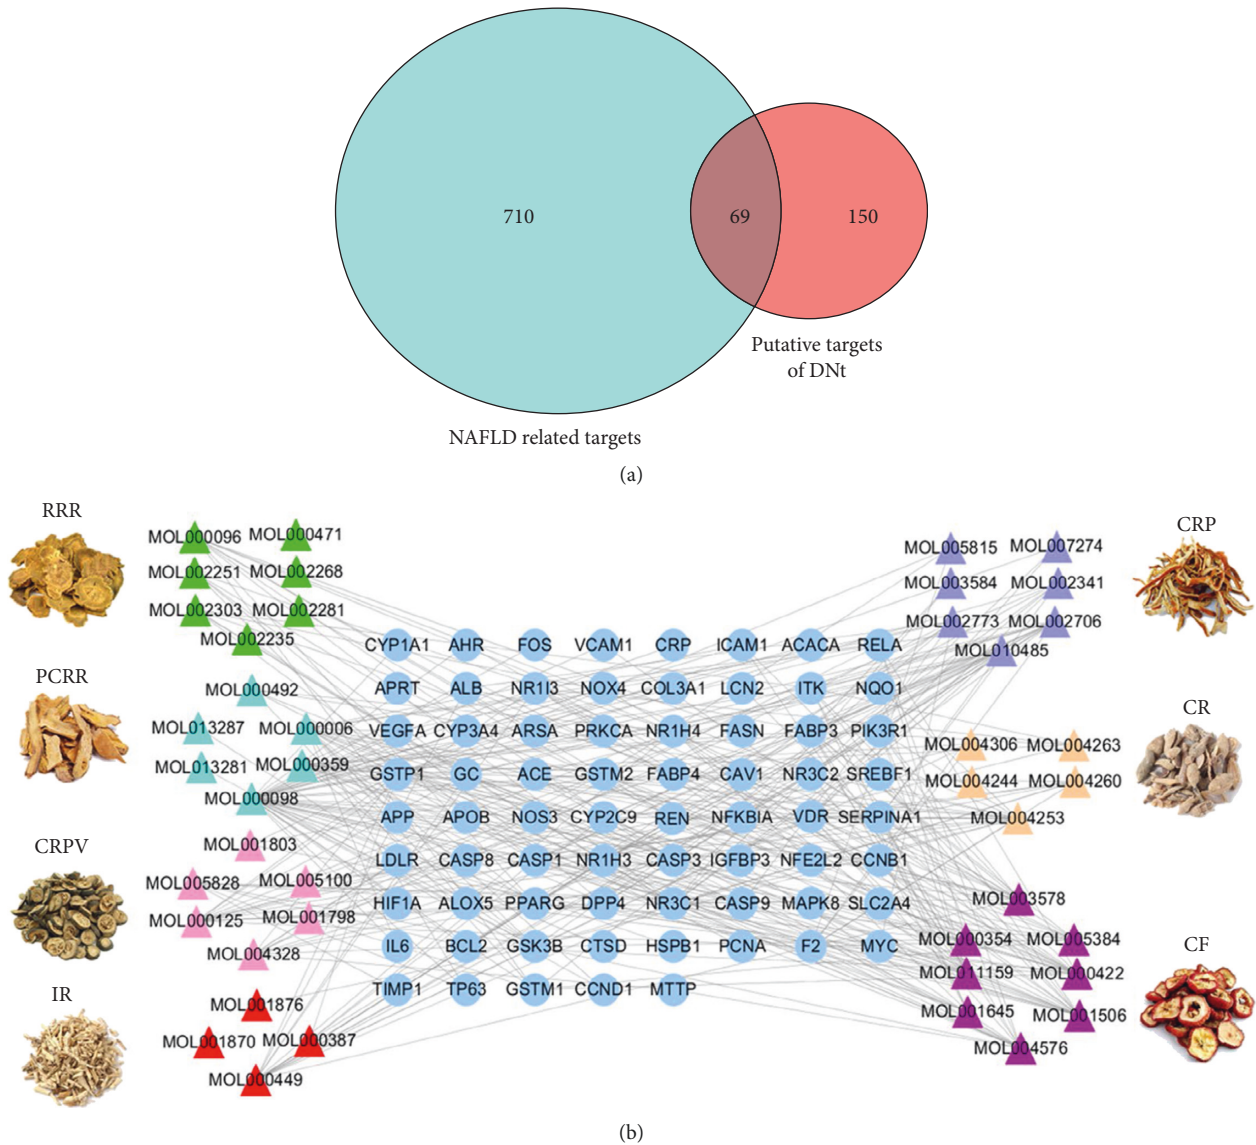 710
69
150
Putative targets
of DNt
NAFLD related targets
(a)
RRR
MOL000096 MOL000471
MOL002251 MOL002268
MOL002303 MOL002281
MOL002235
PCRR
MOL000492
MOL013287 MOL000006
MOL013281 MOL000359
MOL000098
CRPV
MOL001803
MOL005828 MOL005100
MOL000125 MOL001798
MOL004328
IR
MOL001876
MOL001870 MOL000387
MOL000449
CYP1A1 AHR FOS VCAM1 CRP ICAM1 ACACA RELA
APRT ALB NR1I3 NOX4 COL3A1 LCN2 ITK NQO1
VEGFA CYP3A4 ARSA PRKCA NR1H4 FASN FABP3 PIK3R1
GSTP1 GC ACE GSTM2 FABP4 CAV1 NR3C2 SREBF1
APP APOB NOS3 CYP2C9 REN NFKBIA VDR SERPINA1
LDLR CASP8 CASP1 NR1H3 CASP3 IGFBP3 NFE2L2 CCNB1
HIF1A ALOX5 PPARG DPP4 NR3C1 CASP9 MAPK8 SLC2A4
IL6 BCL2 GSK3B CTSD HSPB1 PCNA F2 MYC
TIMP1 TP63 GSTM1 CCND1 MTTP
CRP
MOL005815 MOL007274
MOL003584 MOL002341
MOL002773 MOL002706
MOL010485
CR
MOL004306 MOL004263
MOL004244 MOL004260
MOL004253
CF
MOL003578
MOL000354 MOL005384
MOL011159 MOL000422
MOL001645 MOL001506
MOL004576
(b)